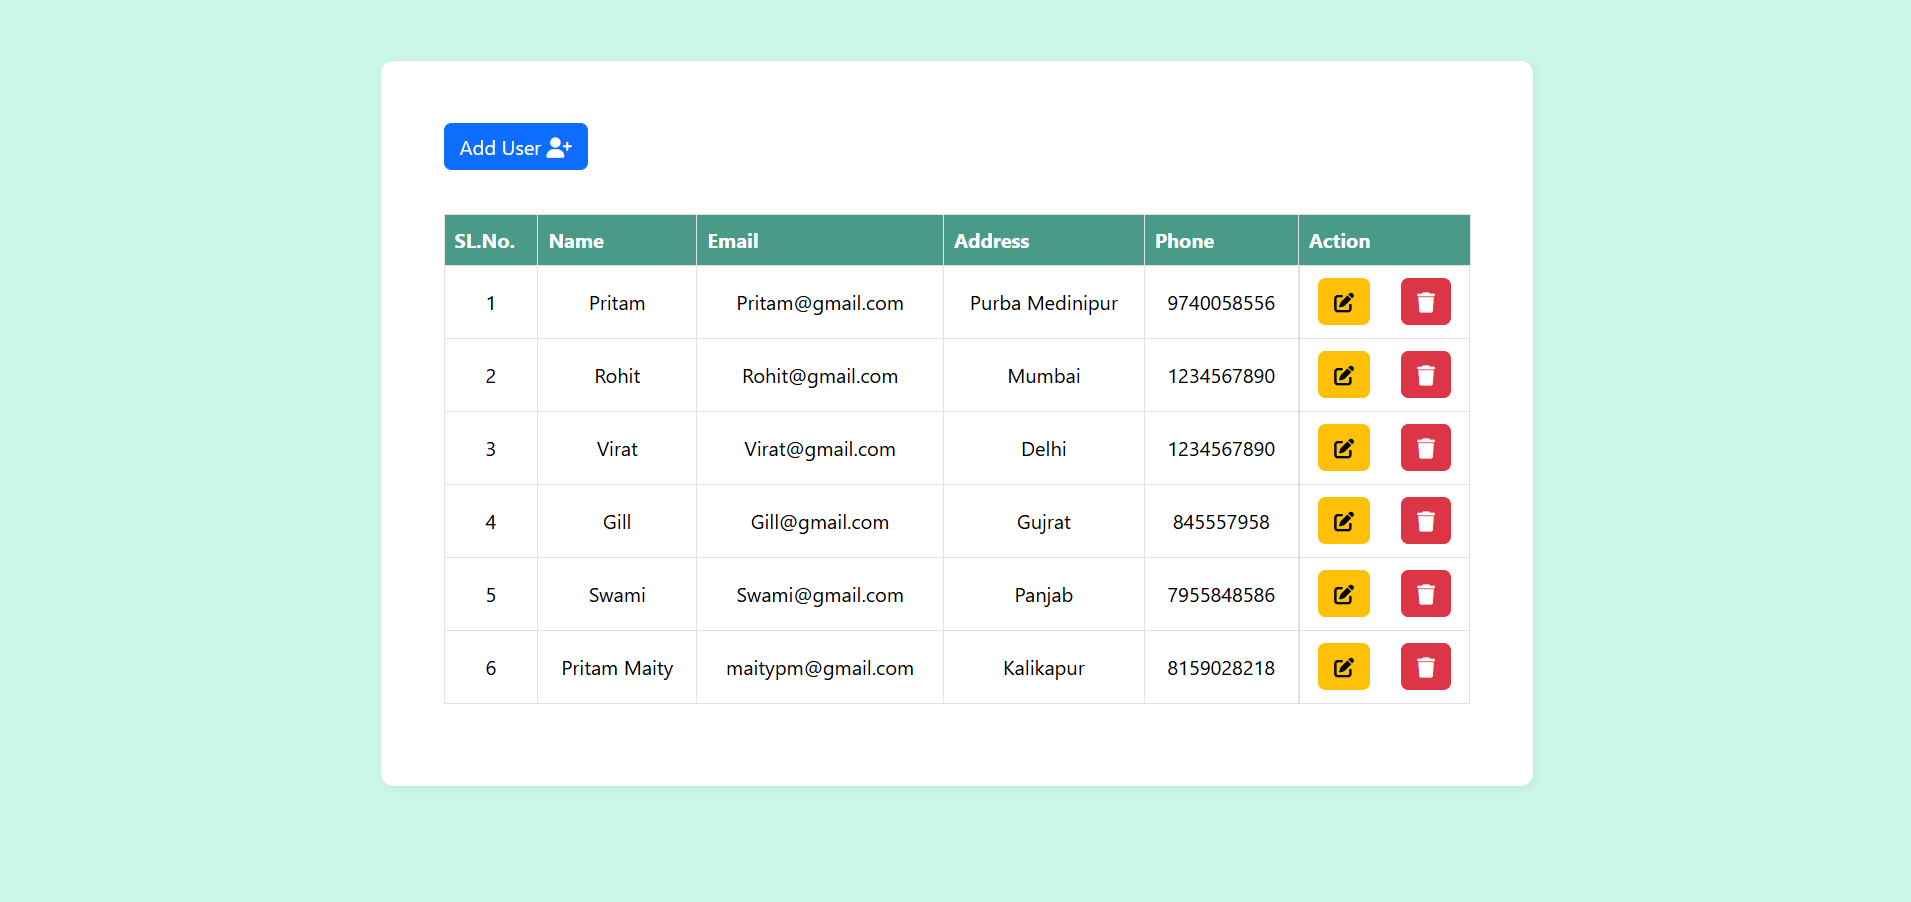 Add User
SL.No. Name Email Address Phone Action
1 Pritam Pritam@gmail.com Purba Medinipur 9740058556
2 Rohit Rohit@gmail.com Mumbai 1234567890
3 Virat Virat@gmail.com Delhi 1234567890
4 Gill Gill@gmail.com Gujrat 845557958
5 Swami Swami@gmail.com Panjab 7955848586
6 Pritam Maity maitypm@gmail.com Kalikapur 8159028218